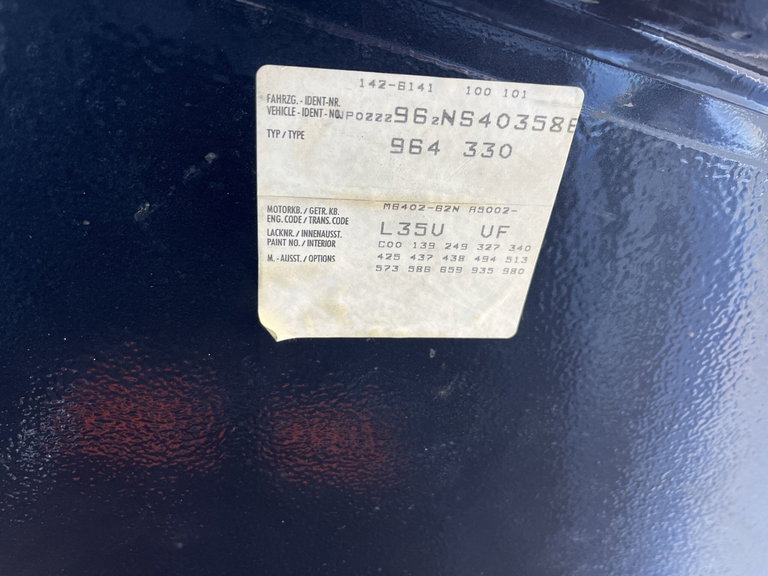 142-6141 100 101
FAHRZG. - IDENT-NR.
VEHICLE - IDENT - NO. WP0ZZZ96ZNS403586
TYP / TYPE
964 330
M6402-62N A5002-
MOTORKB. / GETR. KB.
ENG. CODE / TRANS. CODE
L35U UF
LACKNR. / INNENAUSST.
PAINT NO. / INTERIOR
C00 139 249 327 340
M. - AUSST. / OPTIONS
425 437 438 494 513
573 586 659 935 980